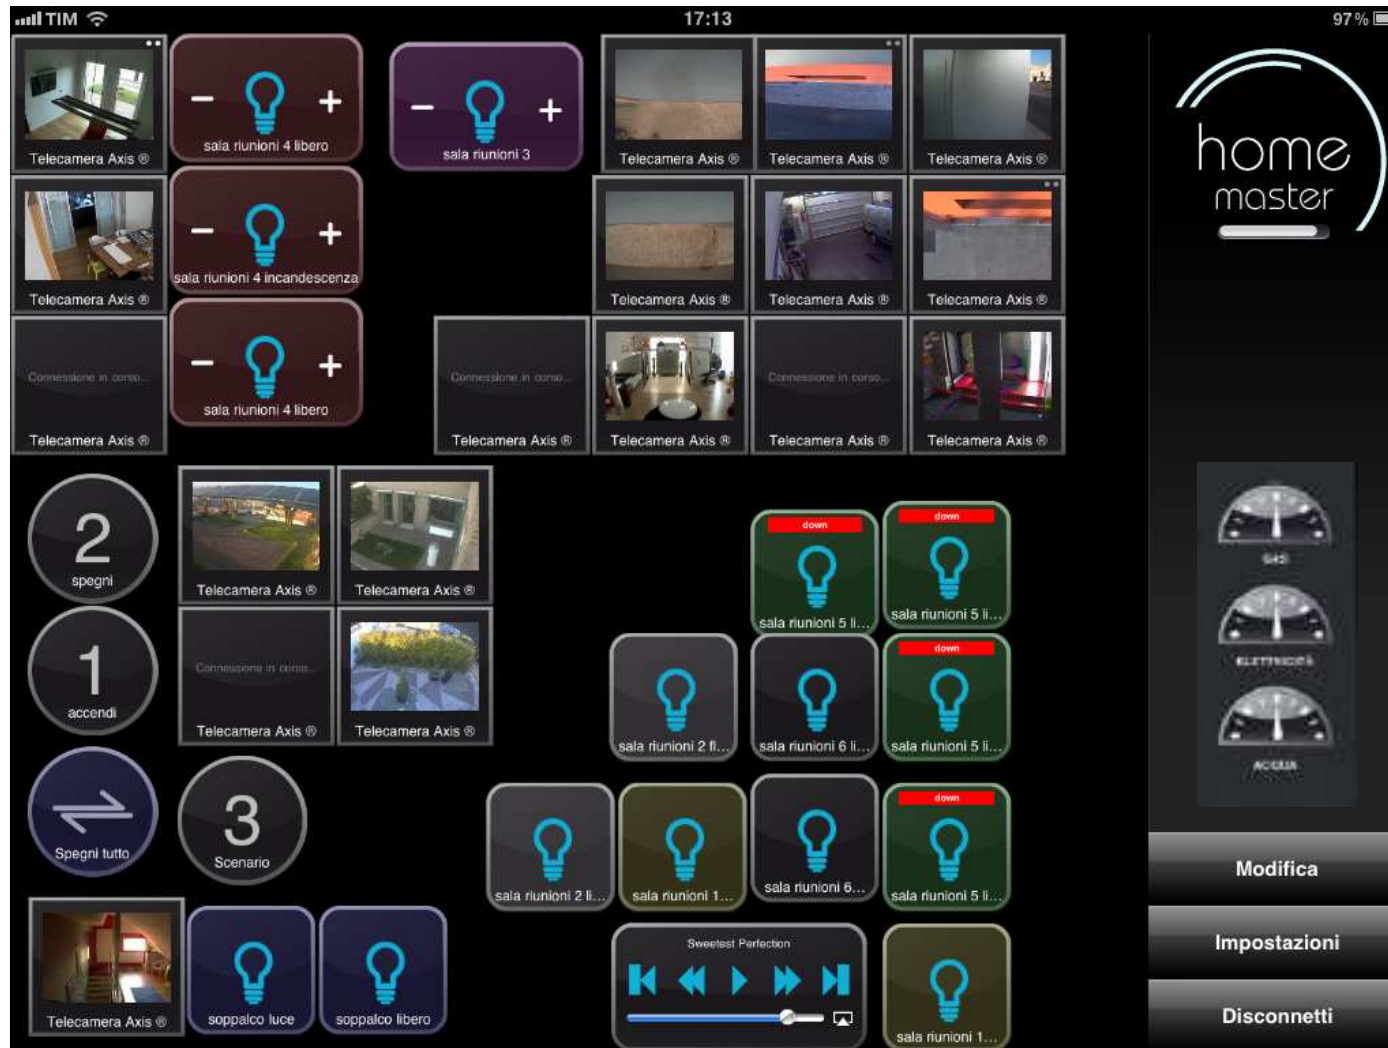 TIM
17:13
97 %
Telecamera Axis ®
sala riunioni 4 libero
sala riunioni 3
Telecamera Axis ®
Telecamera Axis ®
Telecamera Axis ®
home
master
Telecamera Axis ®
sala riunioni 4 incandescenza
Telecamera Axis ®
Telecamera Axis ®
Telecamera Axis ®
Connessione in corso...
Telecamera Axis ®
sala riunioni 4 libero
Connessione in corso...
Telecamera Axis ®
Telecamera Axis ®
Connessione in corso...
Telecamera Axis ®
Telecamera Axis ®
2
spegni
Telecamera Axis ®
Telecamera Axis ®
down
sala riunioni 5 li...
down
sala riunioni 5 li...
GAS
1
accendi
Connessione in corso...
Telecamera Axis ®
Telecamera Axis ®
sala riunioni 2 fl...
sala riunioni 6 li...
down
sala riunioni 5 li...
ELETTRICITÀ
ACQUA
Spegni tutto
3
Scenario
sala riunioni 2 li...
sala riunioni 1...
sala riunioni 6...
down
sala riunioni 5 li...
Modifica
Telecamera Axis ®
soppalco luce
soppalco libero
Sweetest Perfection
sala riunioni 1...
Impostazioni
Disconnetti